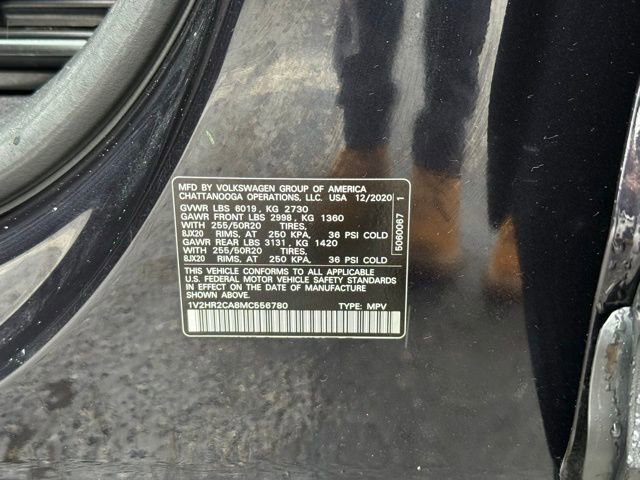 MFD BY VOLKSWAGEN GROUP OF AMERICA
CHATTANOOGA OPERATIONS, LLC. USA 12/2020
GVWR LBS 6019, KG 2730
GAWR FRONT LBS 2998, KG 1360
WITH 255/50R20 TIRES,
8JX20 RIMS, AT 250 KPA, 36 PSI COLD
GAWR REAR LBS 3131, KG 1420
WITH 255/50R20 TIRES,
8JX20 RIMS, AT 250 KPA, 36 PSI COLD
THIS VEHICLE CONFORMS TO ALL APPLICABLE
U.S. FEDERAL MOTOR VEHICLE SAFETY STANDARDS
IN EFFECT ON THE DATE OF MANUFACTURE
SHOWN ABOVE.
1V2HR2CA8MC556780 TYPE: MPV
5060067 1